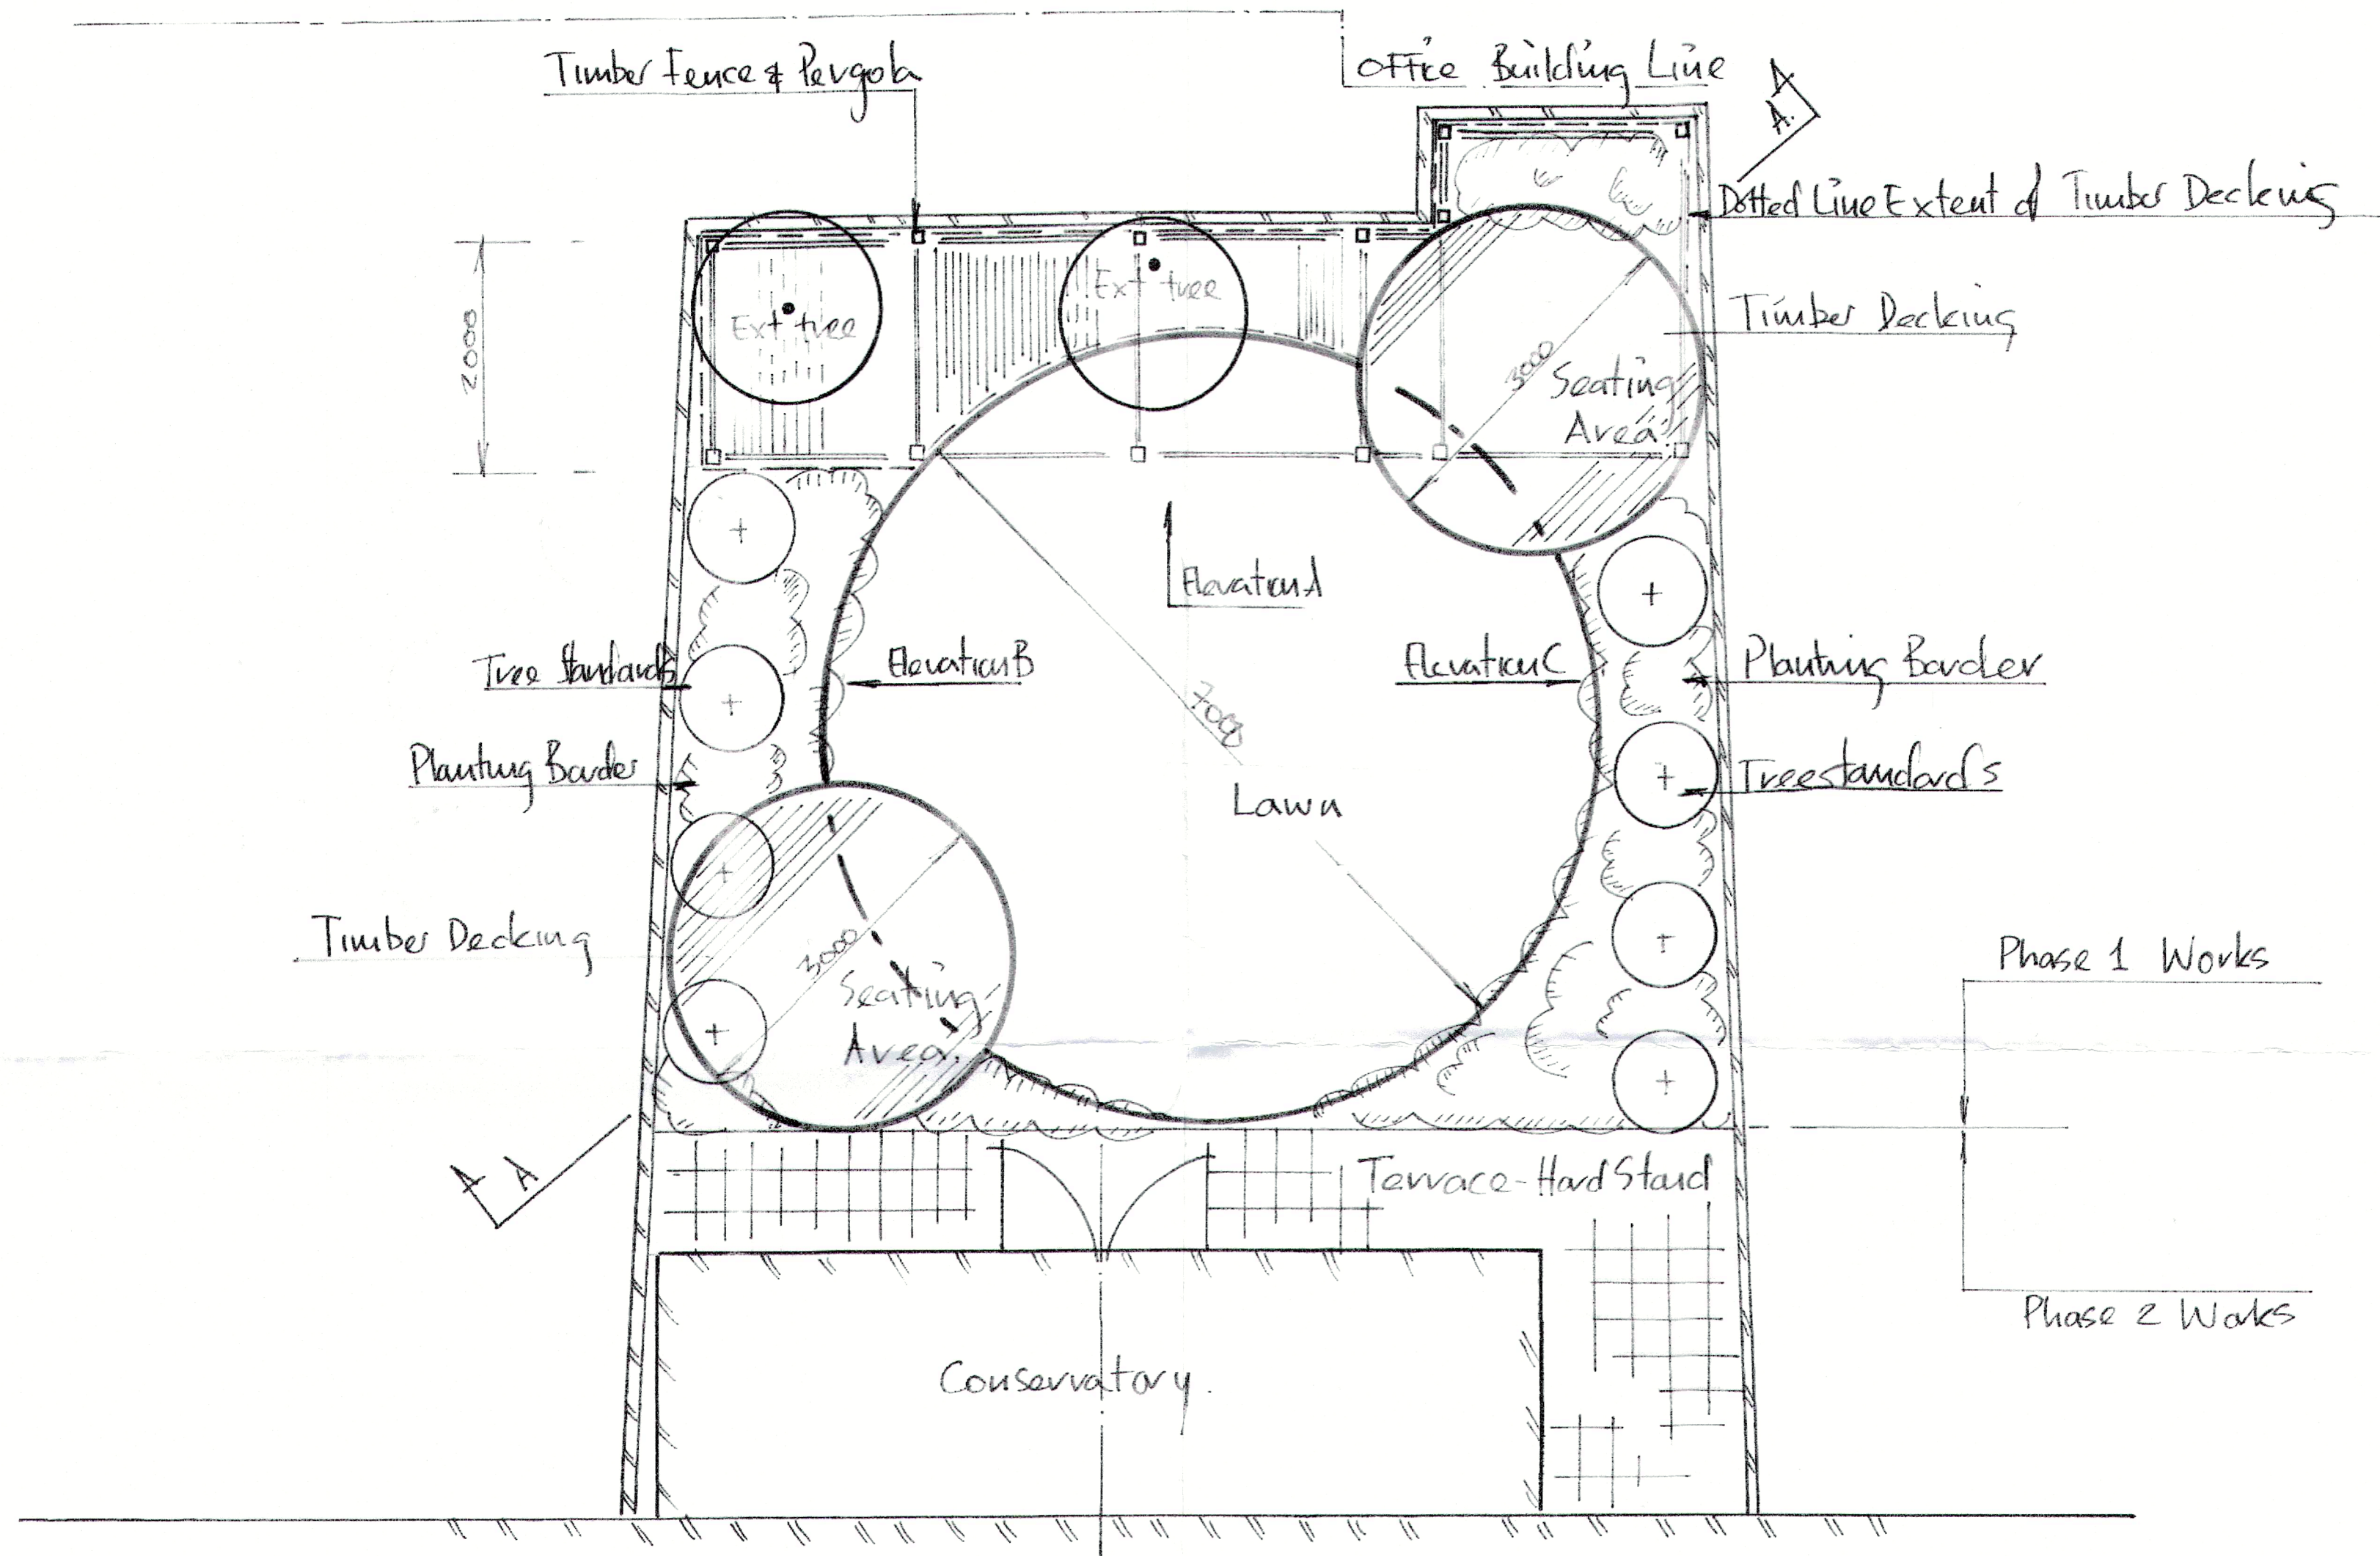 Timber Fence & Pergola
Office Building Line
A
A.
Dotted Line Extent of Timber Decking
Ext tree
Ext tree
2000
Timber Decking
3000
Seating
Area.
Elevation A
Tree Standards
Elevation B
Elevation C
Planting Border
7000
Planting Border
Tree standards
Lawn
Timber Decking
3000
Seating
Area.
Phase 1 Works
A
A
Terrace - Hard Stand
Phase 2 Works
Conservatory.